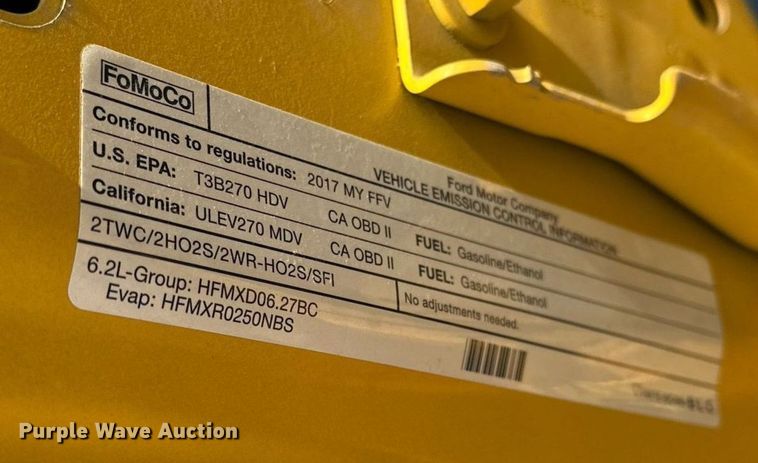 FoMoCo
Ford Motor Company
VEHICLE EMISSION CONTROL INFORMATION
Conforms to regulations: 2017 MY FFV
U.S. EPA: T3B270 HDV CA OBD II FUEL: Gasoline/Ethanol
California: ULEV270 MDV CA OBD II FUEL: Gasoline/Ethanol
2TWC/2HO2S/2WR-HO2S/SFI
No adjustments needed.
6.2L-Group: HFMXD06.27BC
Evap: HFMXR0250NBS
Purple Wave Auction